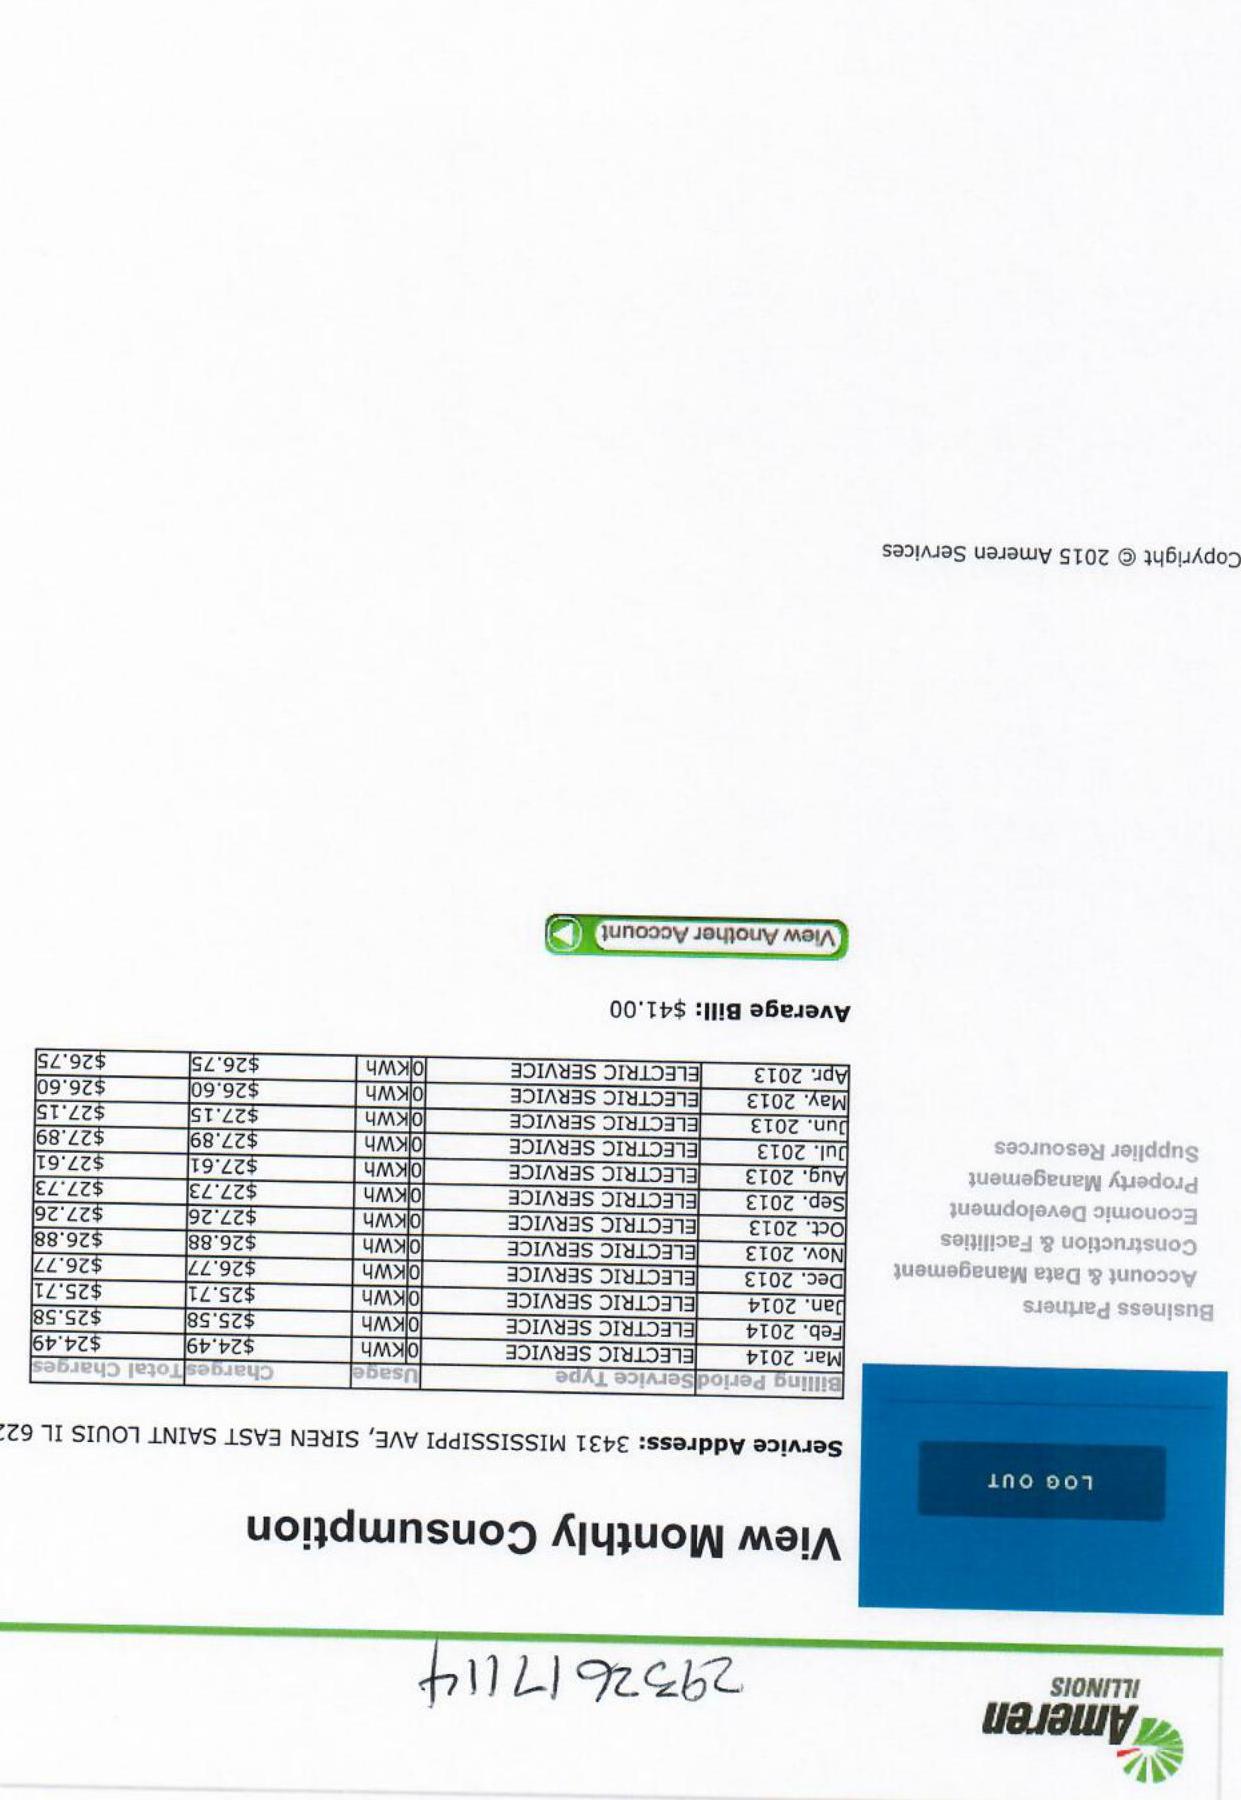 Ameren
ILLINOIS
2932617114
LOG OUT
Business Partners
Account & Data Management
Construction & Facilities
Economic Development
Property Management
Supplier Resources
View Monthly Consumption
Service Address: 3431 MISSISSIPPI AVE, SIREN EAST SAINT LOUIS IL 622
Billing Period Service Type Usage Charges Total Charges
Mar. 2014 ELECTRIC SERVICE 0 KWh $24.49 $24.49
Feb. 2014 ELECTRIC SERVICE 0 KWh $25.58 $25.58
Jan. 2014 ELECTRIC SERVICE 0 KWh $25.71 $25.71
Dec. 2013 ELECTRIC SERVICE 0 KWh $26.77 $26.77
Nov. 2013 ELECTRIC SERVICE 0 KWh $26.88 $26.88
Oct. 2013 ELECTRIC SERVICE 0 KWh $27.26 $27.26
Sep. 2013 ELECTRIC SERVICE 0 KWh $27.73 $27.73
Aug. 2013 ELECTRIC SERVICE 0 KWh $27.61 $27.61
Jul. 2013 ELECTRIC SERVICE 0 KWh $27.89 $27.89
Jun. 2013 ELECTRIC SERVICE 0 KWh $27.15 $27.15
May. 2013 ELECTRIC SERVICE 0 KWh $26.60 $26.60
Apr. 2013 ELECTRIC SERVICE 0 KWh $26.75 $26.75
Average Bill: $41.00
View Another Account
Copyright © 2015 Ameren Services